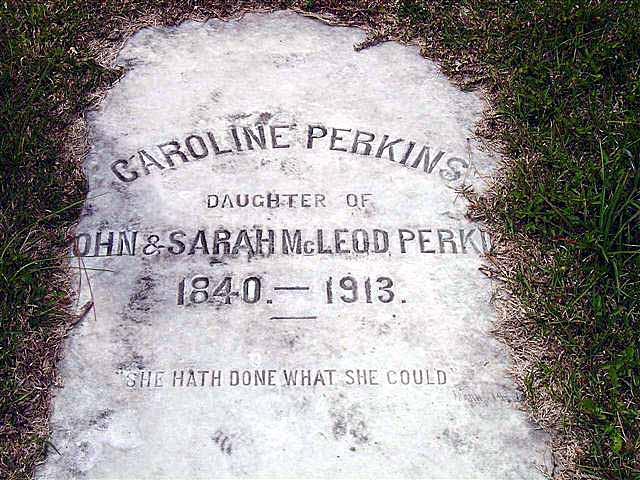 CAROLINE PERKINS
DAUGHTER OF
OHN & SARAH McLEOD PERKI
1840. — 1913.
"SHE HATH DONE WHAT SHE COULD"